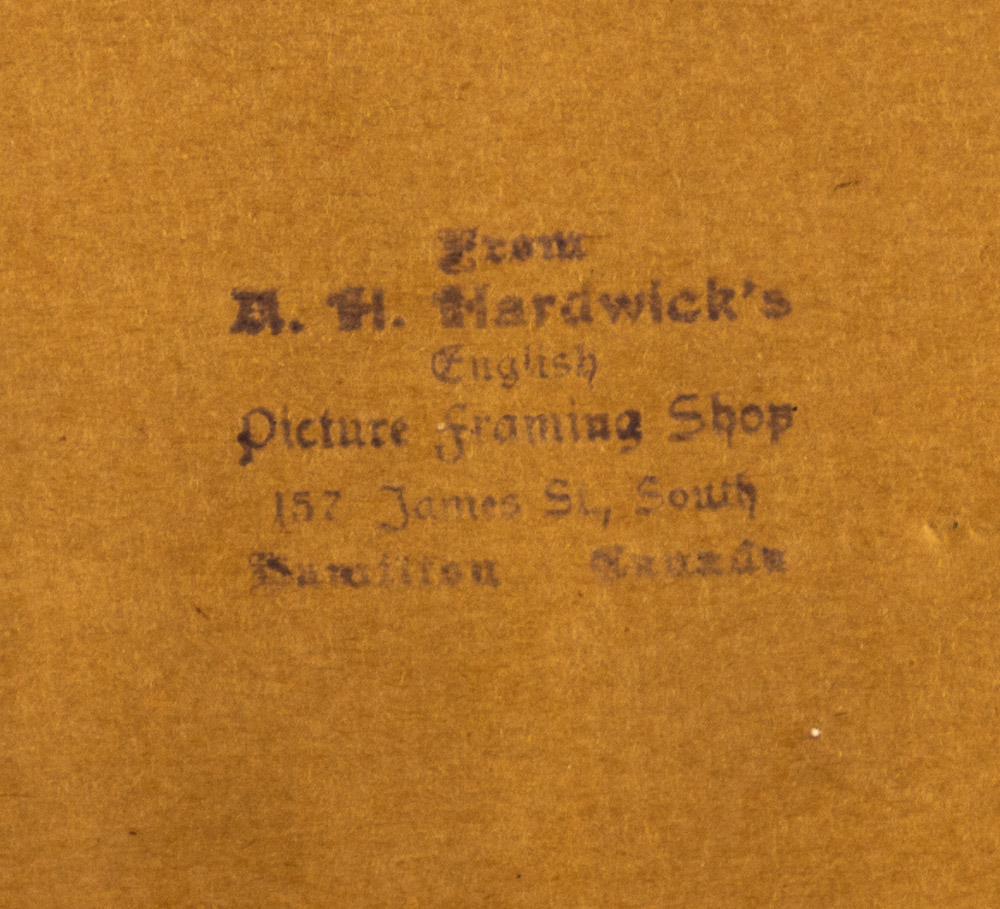 From
A. H. Hardwick's
English
Picture Framing Shop
157 James St., South
Hamilton Canada